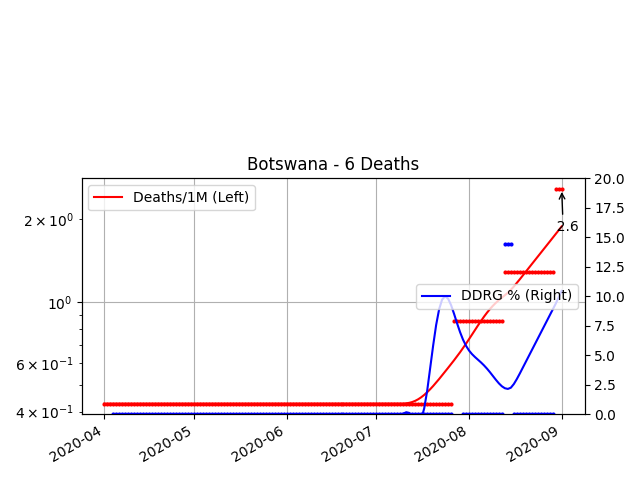 Botswana - 6 Deaths
Deaths/1M (Left)
DDRG % (Right)
2.6
2 × 10⁰
10⁰
6 × 10⁻¹
4 × 10⁻¹
20.0
17.5
15.0
12.5
10.0
7.5
5.0
2.5
0.0
2020-04
2020-05
2020-06
2020-07
2020-08
2020-09